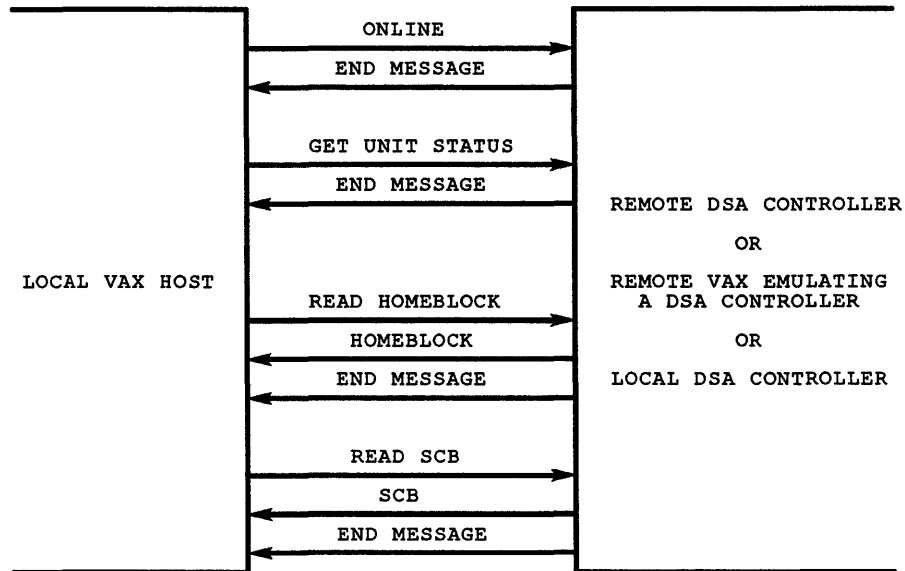 ONLINE
END MESSAGE
GET UNIT STATUS
END MESSAGE
REMOTE DSA CONTROLLER
OR
LOCAL VAX HOST
REMOTE VAX EMULATING
A DSA CONTROLLER
READ HOMEBLOCK
HOMEBLOCK
OR
END MESSAGE
LOCAL DSA CONTROLLER
READ SCB
SCB
END MESSAGE